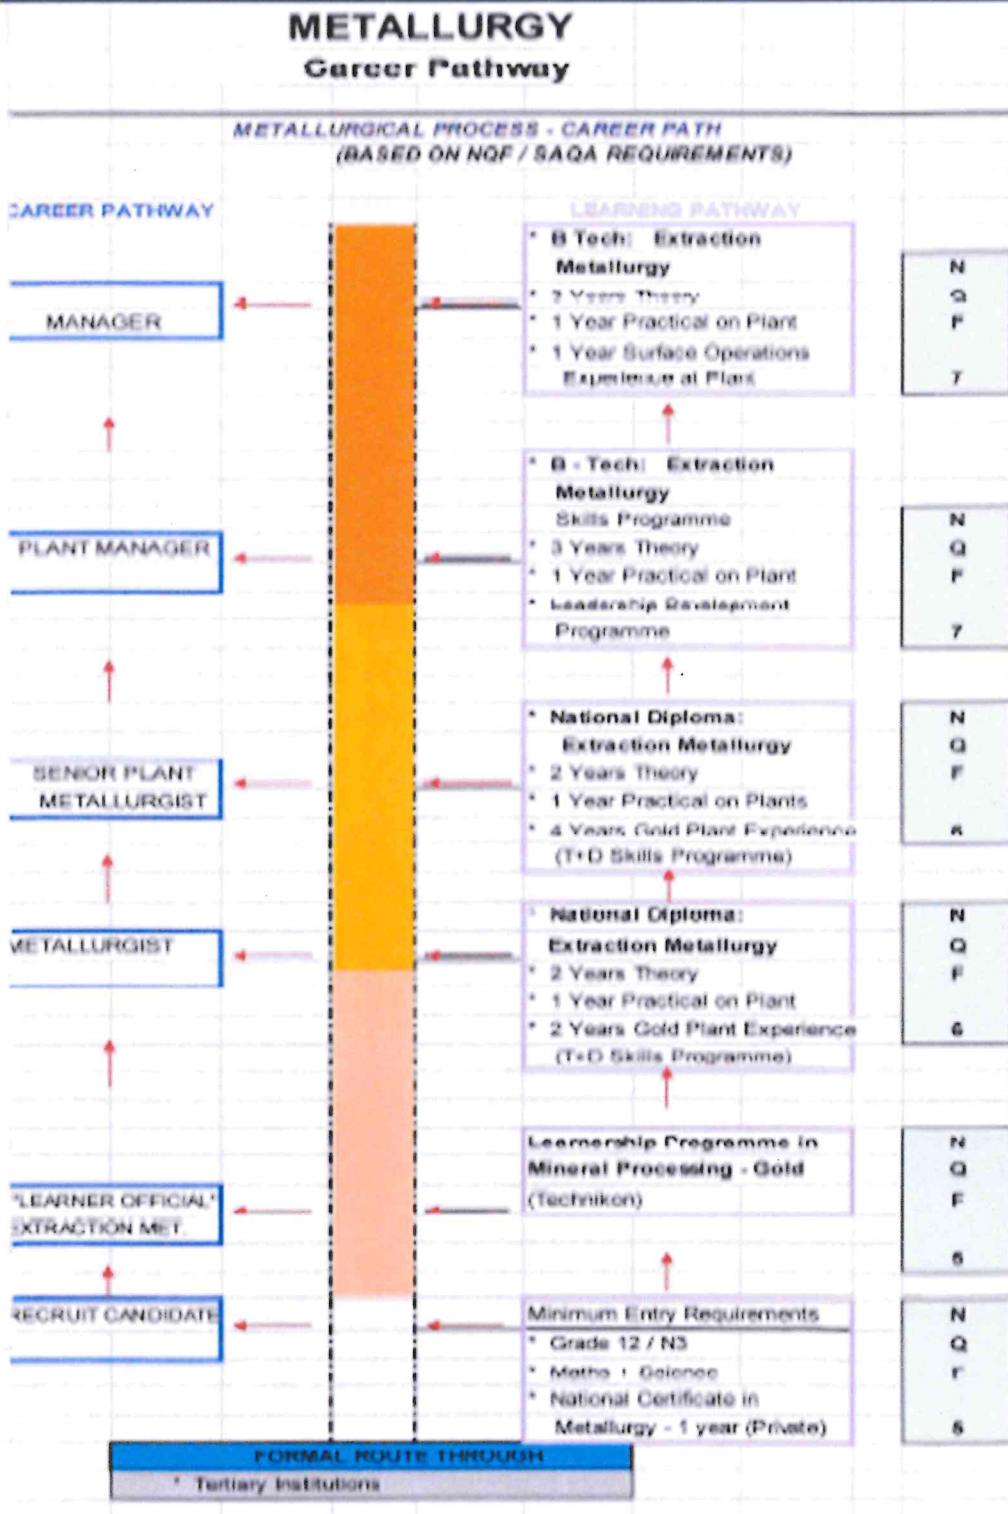 METALLURGY
Career Pathway
METALLURGICAL PROCESS - CAREER PATH
(BASED ON NQF / SAQA REQUIREMENTS)
CAREER PATHWAY
LEARNING PATHWAY
MANAGER
* B Tech: Extraction
Metallurgy
* Years Theory
* 1 Year Practical on Plant
* 1 Year Surface Operations
Experience at Plant
N
Q
F
7
PLANT MANAGER
* B - Tech: Extraction
Metallurgy
Skills Programme
* 3 Years Theory
* 1 Year Practical on Plant
* Leadership Development
Programme
N
Q
F
7
SENIOR PLANT
METALLURGIST
* National Diploma:
Extraction Metallurgy
* 2 Years Theory
* 1 Year Practical on Plants
* 4 Years Gold Plant Experience
(T+D Skills Programme)
N
Q
F
METALLURGIST
* National Diploma:
Extraction Metallurgy
* 2 Years Theory
* 1 Year Practical on Plant
* 2 Years Gold Plant Experience
(T+D Skills Programme)
N
Q
F
6
"LEARNER OFFICIAL"
EXTRACTION MET.
Learnership Programme in
Mineral Processing - Gold
(Technikon)
N
Q
F
RECRUIT CANDIDATE
Minimum Entry Requirements
* Grade 12 / N3
* Maths + Science
* National Certificate in
Metallurgy - 1 year (Private)
N
Q
F
5
FORMAL ROUTE THROUGH
* Tertiary Institutions